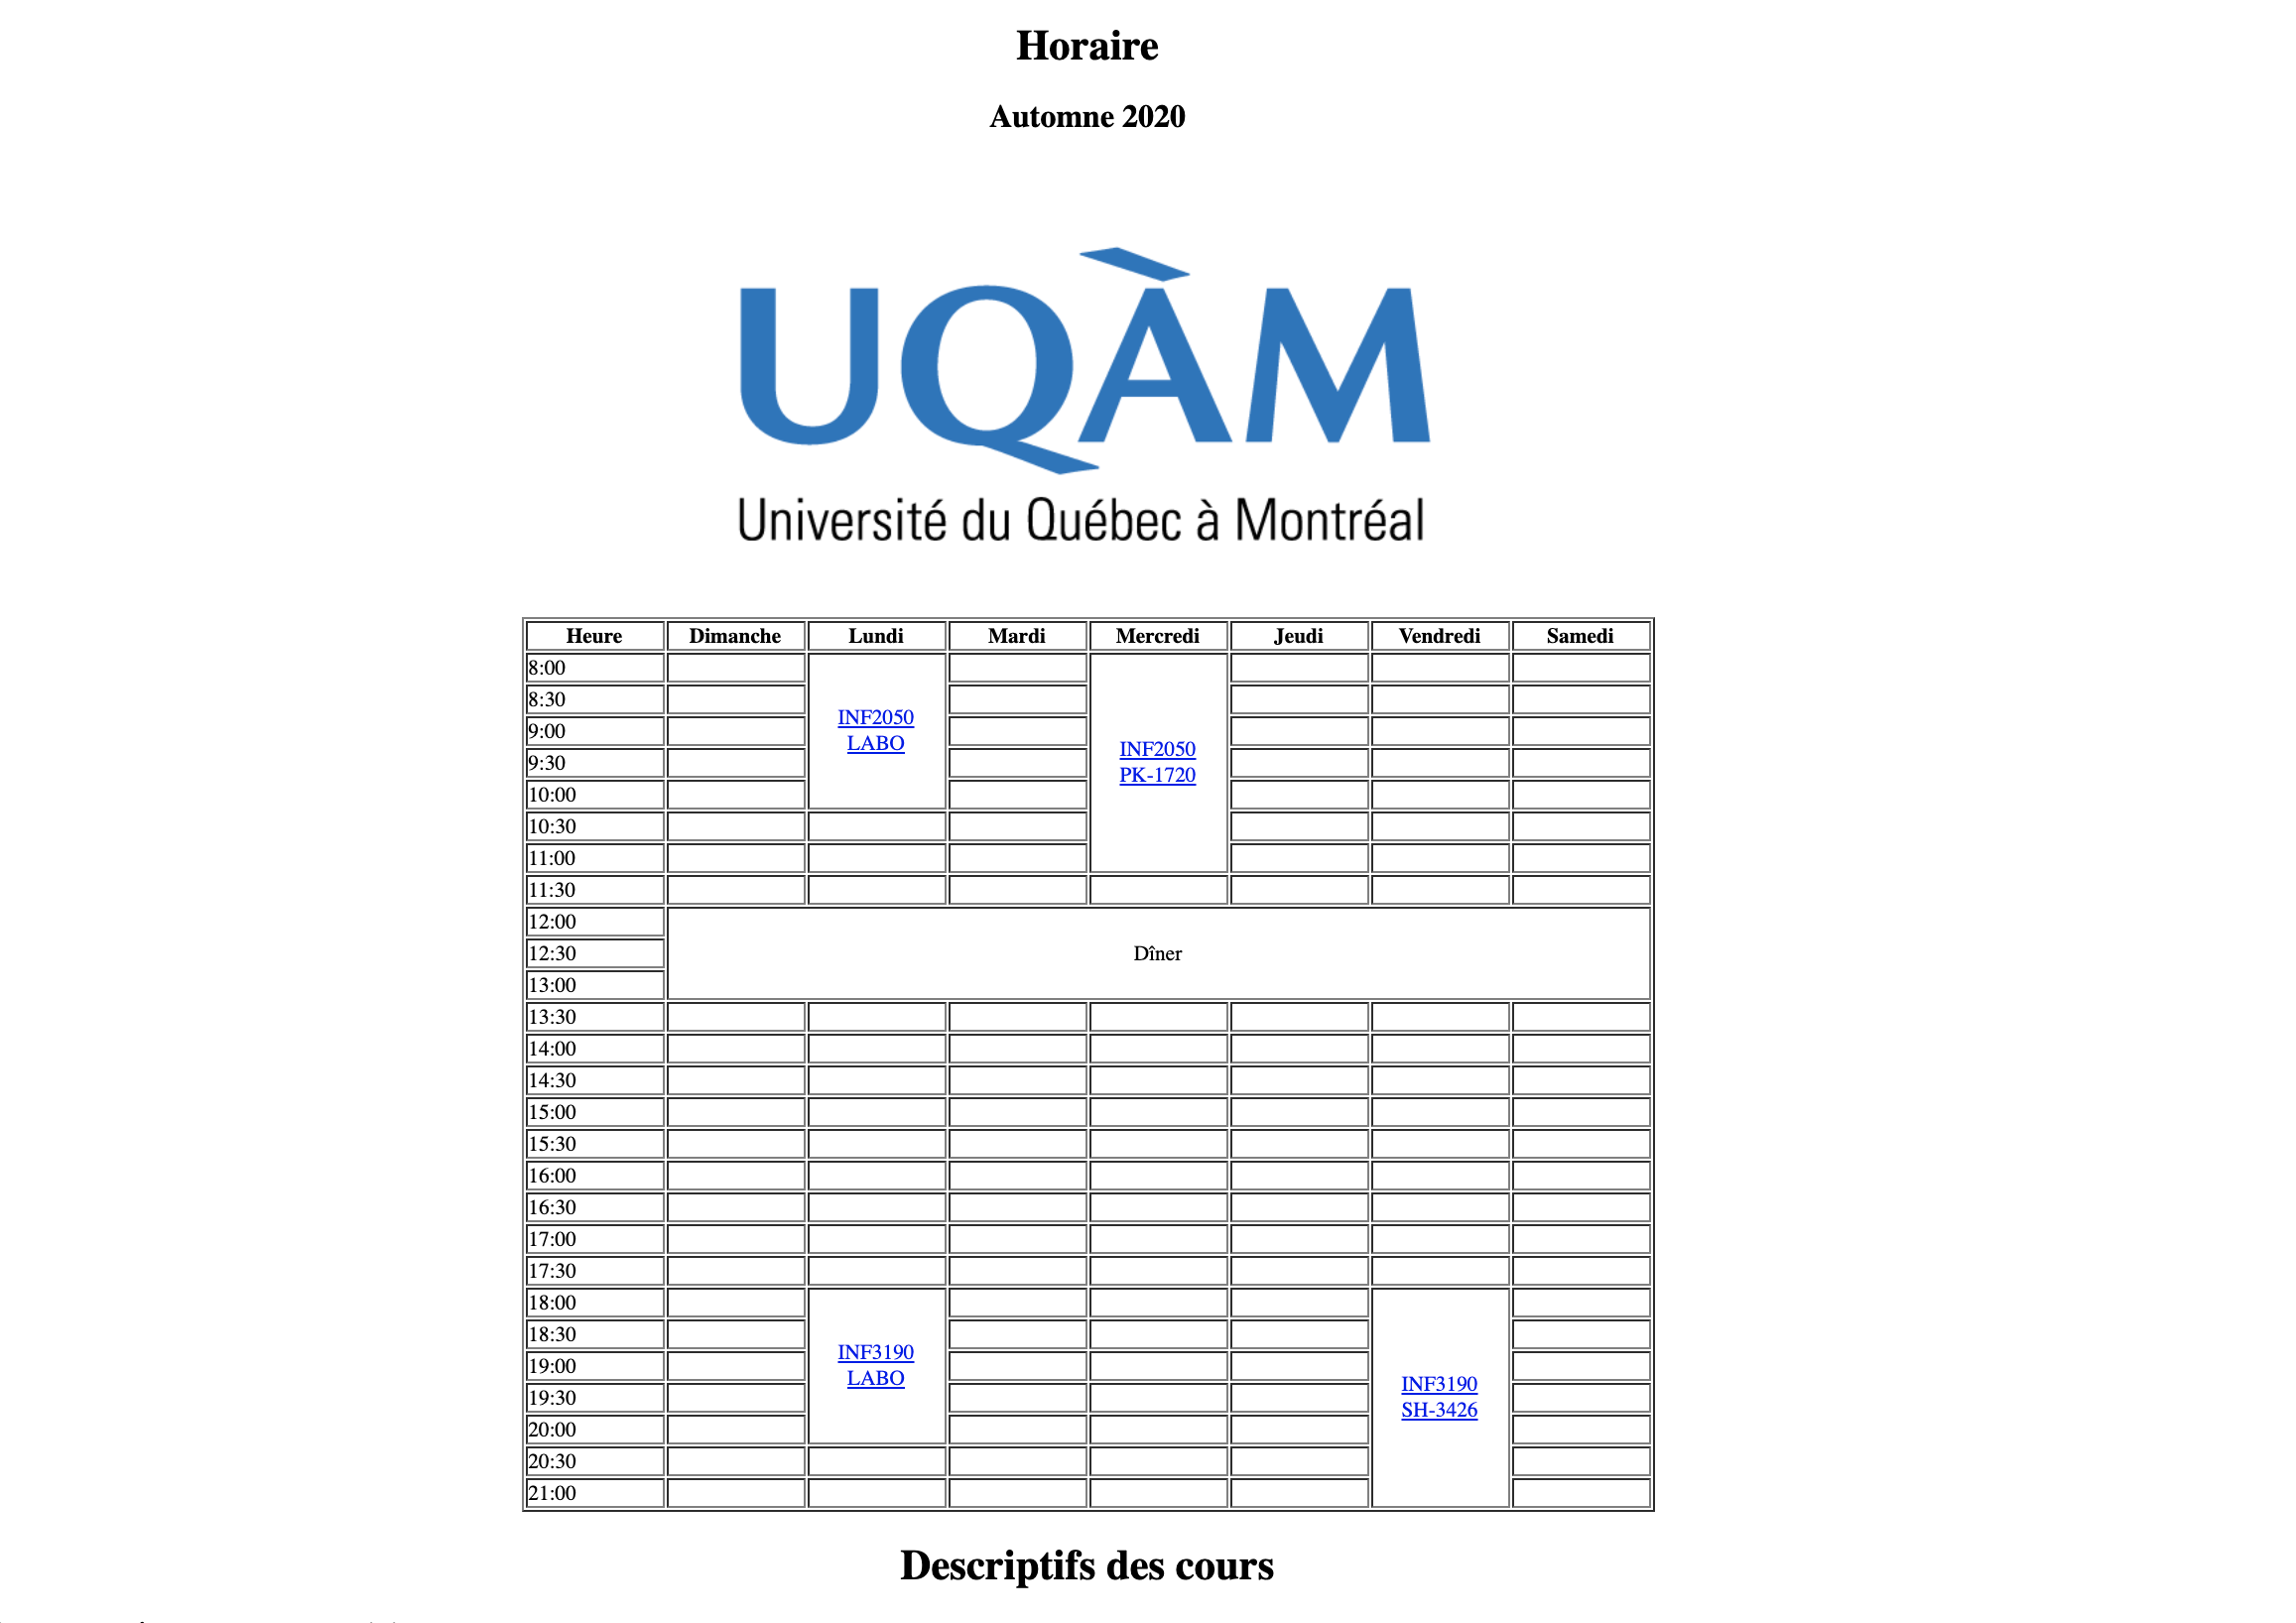 Horaire
Automne 2020
UQÀM
Université du Québec à Montréal
Heure Dimanche Lundi Mardi Mercredi Jeudi Vendredi Samedi
8:00
8:30
INF2050
LABO
9:00
INF2050
PK-1720
9:30
10:00
10:30
11:00
11:30
12:00
12:30 Dîner
13:00
13:30
14:00
14:30
15:00
15:30
16:00
16:30
17:00
17:30
18:00
18:30
INF3190
LABO
19:00
INF3190
SH-3426
19:30
20:00
20:30
21:00
Descriptifs des cours